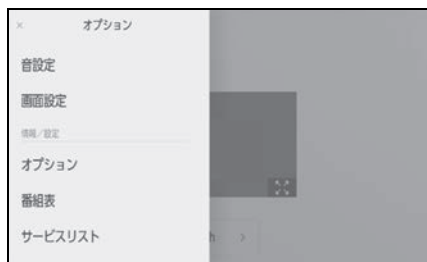 × オプション
音設定
画面設定
情報/設定
オプション
番組表
サービスリスト
h >